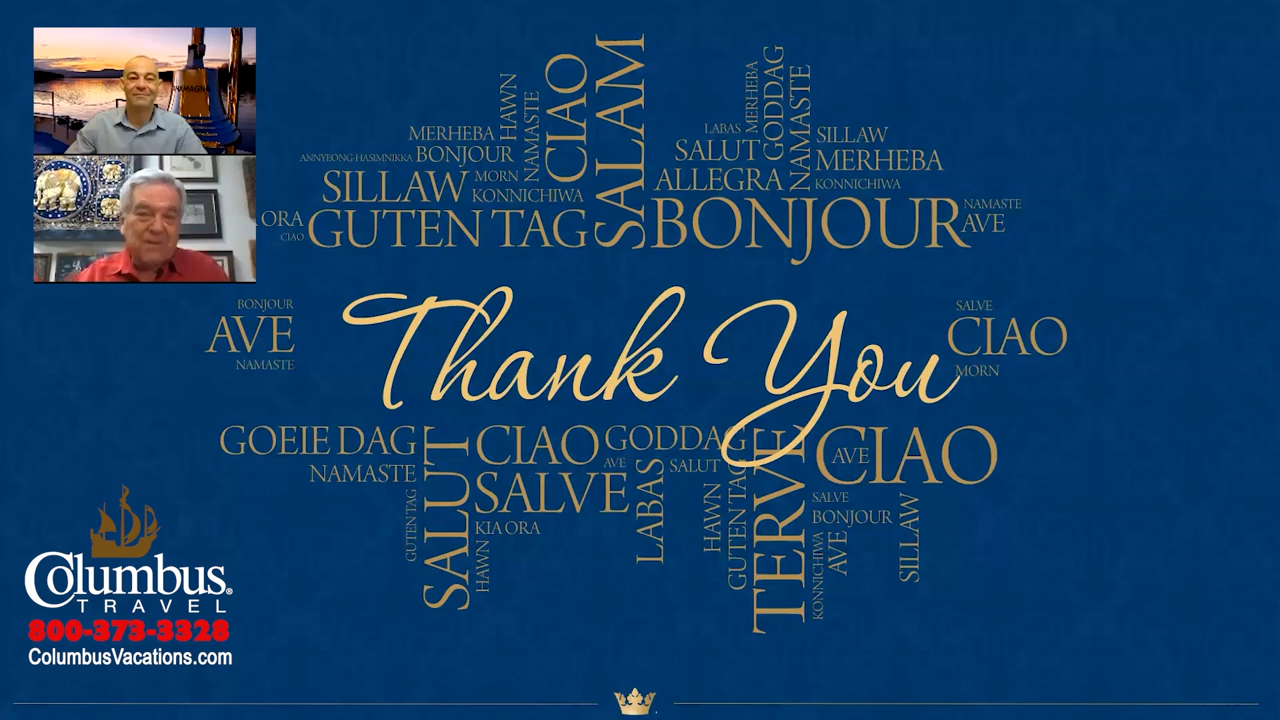 HAWN
NAMASTE
CIAO
SALAM
MERHEBA
ANNYEONG-HASIMNIKKA
BONJOUR
SILLAW
MORN
KONNICHIWA
ORA
CIAO
GUTEN TAG
LABAS
MERHEBA
GODDAG
NAMASTE
SILLAW
SALUT
MERHEBA
ALLEGRA
KONNICHIWA
BONJOUR
NAMASTE
AVE
BONJOUR
AVE
NAMASTE
Thank You
SALVE
CIAO
MORN
GOEIE DAG
NAMASTE
GUTEN TAG
SALUT
CIAO
AVE
SALVE
KIA ORA
HAWN
GODDAG
LABAS
SALUT
HAWN
GUTEN TAG
TERVE
AVE
CIAO
SALVE
BONJOUR
KONNICHIWA
AVE
SILLAW
Columbus®
TRAVEL
800-373-3328
ColumbusVacations.com